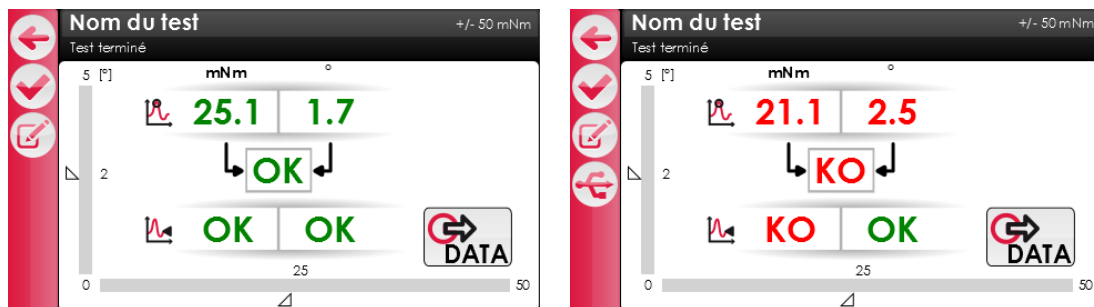 Nom du test +/- 50 mNm
Test terminé
5 [°] mNm °
25.1 1.7
2 OK
OK OK
DATA
25
0 50
Nom du test +/- 50 mNm
Test terminé
5 [°] mNm °
21.1 2.5
2 KO
KO OK
DATA
25
0 50